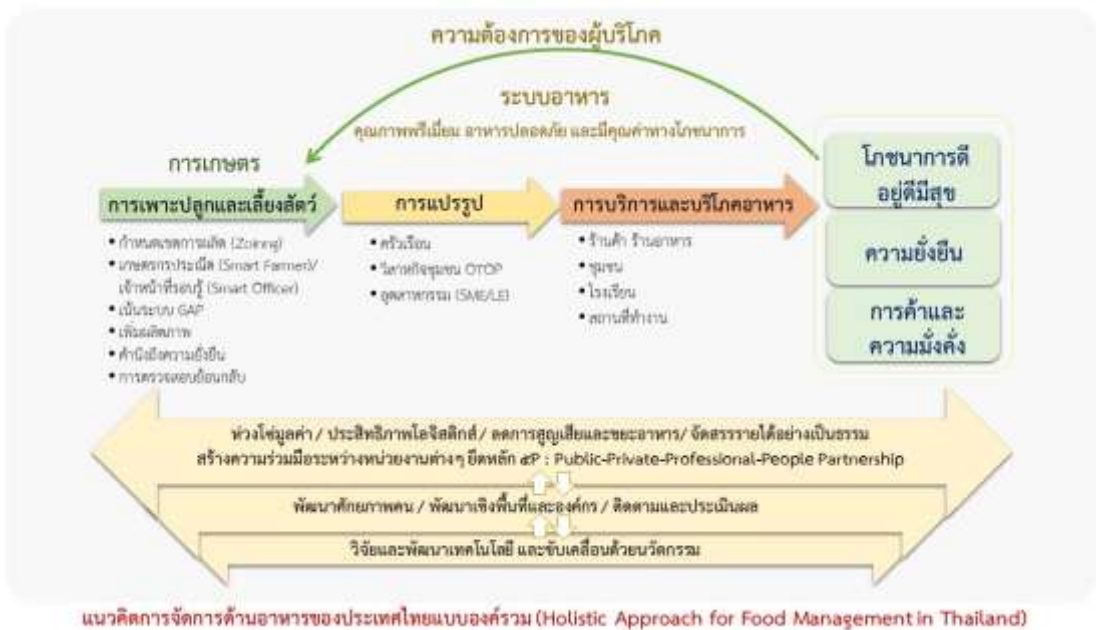 ความต้องการของผู้บริโภค
ระบบอาหาร
คุณภาพพรีเมี่ยม อาหารปลอดภัย และมีคุณค่าทางโภชนาการ
การเกษตร
การเพาะปลูกและเลี้ยงสัตว์
• กำหนดเขตการผลิต (Zoinng)
• เกษตรกรประณีต (Smart Farmer)/
เจ้าหน้าที่รอบรู้ (Smart Officer)
• เน้นระบบ GAP
• เพิ่มผลิตภาพ
• คำนึงถึงความยั่งยืน
• การตรวจสอบย้อนกลับ
การแปรรูป
• ครัวเรือน
• วิสาหกิจชุมชน OTOP
• อุตสาหกรรม (SME/LE)
การบริการและบริโภคอาหาร
• ร้านค้า ร้านอาหาร
• ชุมชน
• โรงเรียน
• สถานที่ทำงาน
โภชนาการดี
อยู่ดีมีสุข
ความยั่งยืน
การค้าและ
ความมั่งคั่ง
ห่วงโซ่มูลค่า / ประสิทธิภาพโลจิสติกส์ / ลดการสูญเสียและขยะอาหาร / จัดสรรรายได้อย่างเป็นธรรม
สร้างความร่วมมือระหว่างหน่วยงานต่างๆ ยึดหลัก ๔P : Public-Private-Professional-People Partnership
พัฒนาศักยภาพคน / พัฒนาเชิงพื้นที่และองค์กร / ติดตามและประเมินผล
วิจัยและพัฒนาเทคโนโลยี และขับเคลื่อนด้วยนวัตกรรม
แนวคิดการจัดการด้านอาหารของประเทศไทยแบบองค์รวม (Holistic Approach for Food Management in Thailand)